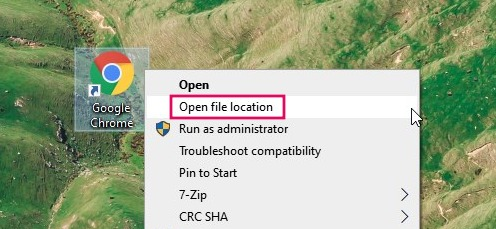 Google
Chrome
Open
Open file location
Run as administrator
Troubleshoot compatibility
Pin to Start
7-Zip
CRC SHA